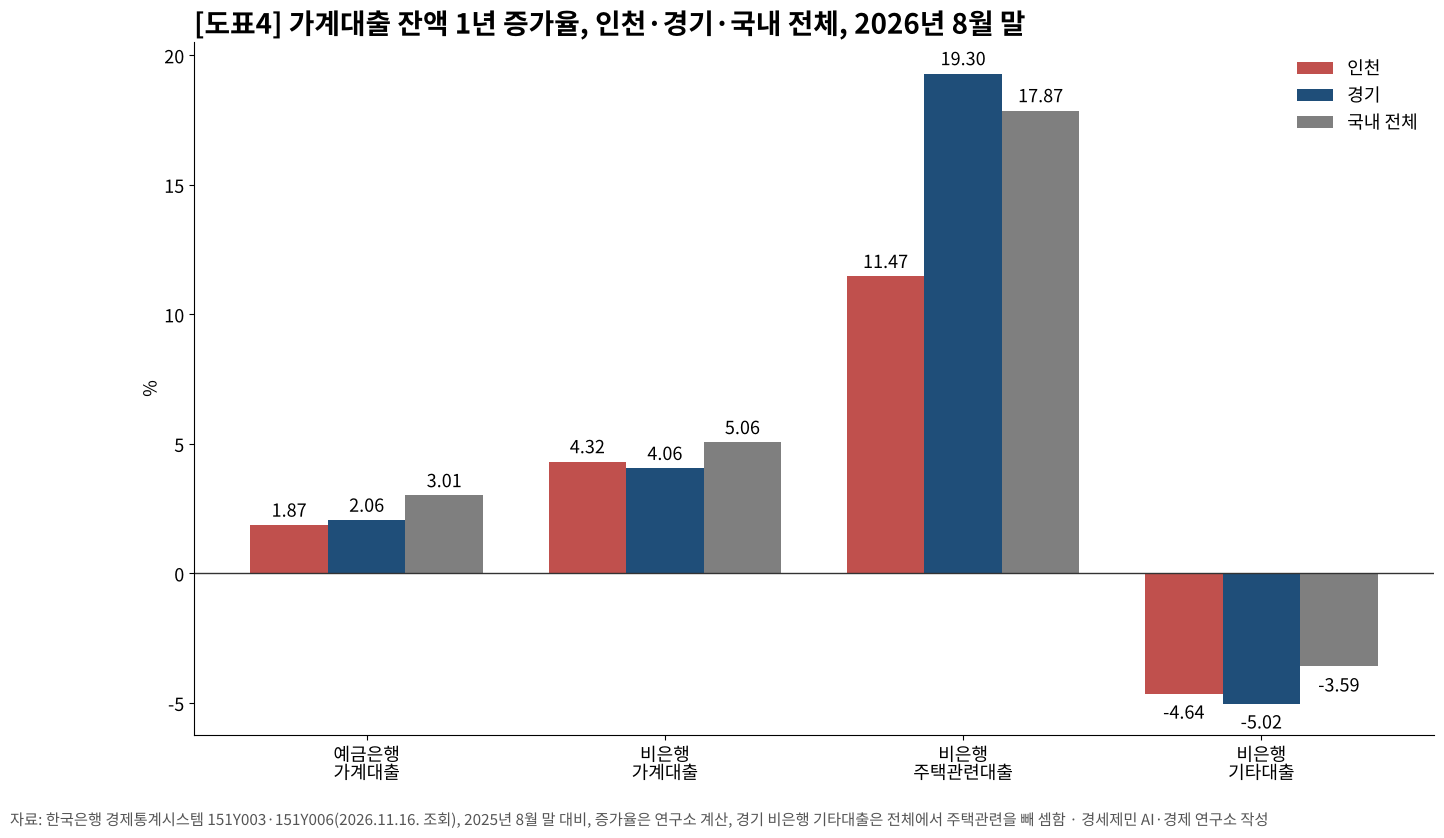 [도표4] 가계대출 잔액 1년 증가율, 인천·경기·국내 전체, 2026년 8월 말
인천
경기
국내 전체
%
20
15
10
5
0
-5
1.87
2.06
3.01
4.32
4.06
5.06
11.47
19.30
17.87
-4.64
-5.02
-3.59
예금은행
가계대출
비은행
가계대출
비은행
주택관련대출
비은행
기타대출
자료: 한국은행 경제통계시스템 151Y003·151Y006(2026.11.16. 조회), 2025년 8월 말 대비, 증가율은 연구소 계산, 경기 비은행 기타대출은 전체에서 주택관련을 빼 셈함 · 경세제민 AI·경제 연구소 작성